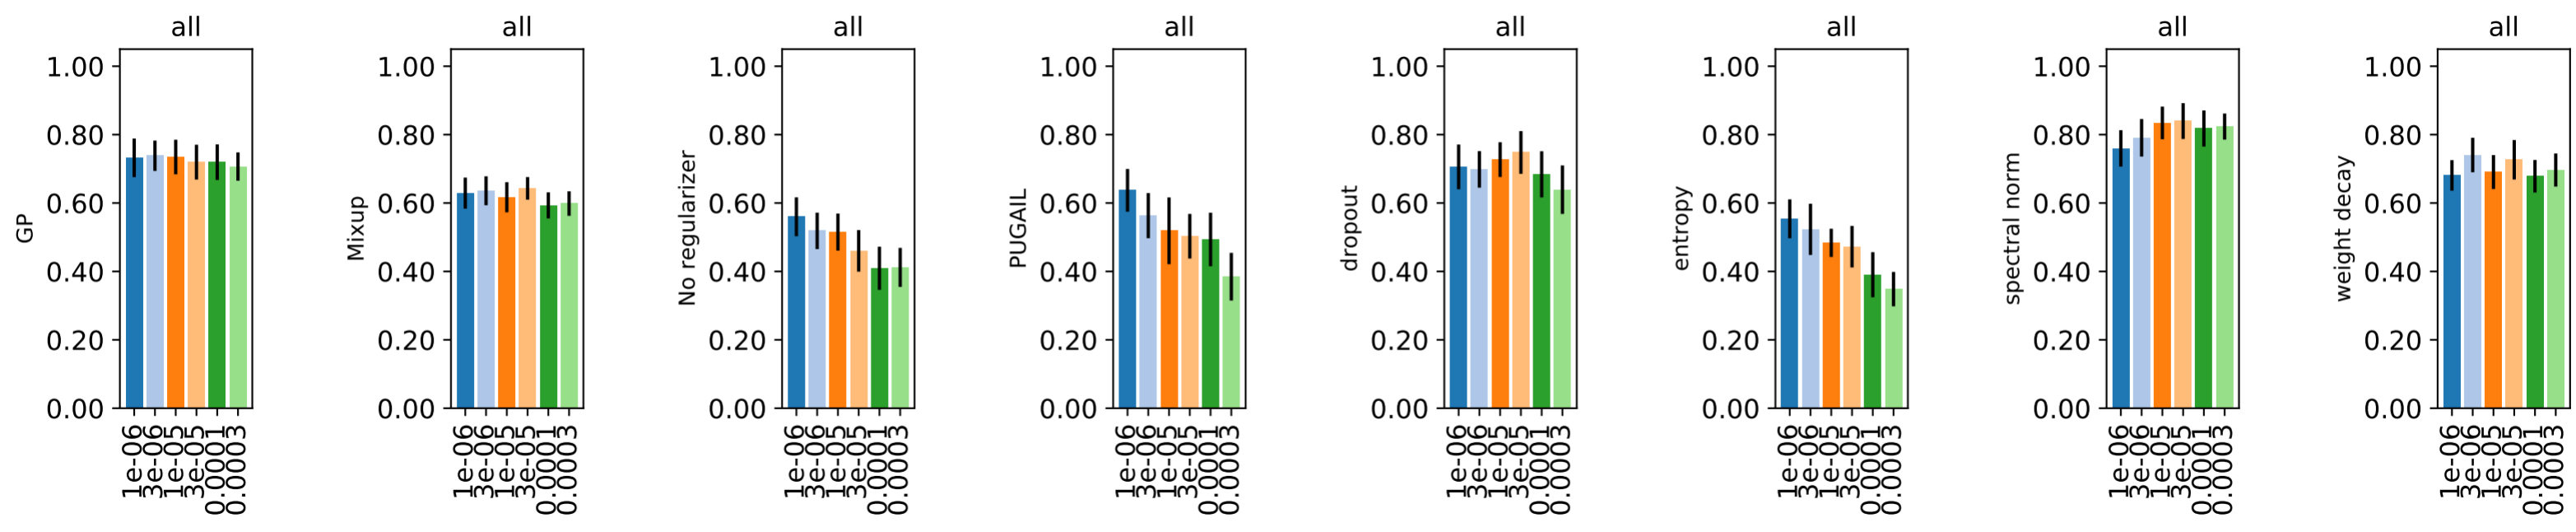 all
GP
1.00
0.80
0.60
0.40
0.20
0.00
1e-06
3e-06
1e-05
3e-05
0.0001
0.0003
all
Mixup
1.00
0.80
0.60
0.40
0.20
0.00
1e-06
3e-06
1e-05
3e-05
0.0001
0.0003
all
No regularizer
1.00
0.80
0.60
0.40
0.20
0.00
1e-06
3e-06
1e-05
3e-05
0.0001
0.0003
all
PUGAIL
1.00
0.80
0.60
0.40
0.20
0.00
1e-06
3e-06
1e-05
3e-05
0.0001
0.0003
all
dropout
1.00
0.80
0.60
0.40
0.20
0.00
1e-06
3e-06
1e-05
3e-05
0.0001
0.0003
all
entropy
1.00
0.80
0.60
0.40
0.20
0.00
1e-06
3e-06
1e-05
3e-05
0.0001
0.0003
all
spectral norm
1.00
0.80
0.60
0.40
0.20
0.00
1e-06
3e-06
1e-05
3e-05
0.0001
0.0003
all
weight decay
1.00
0.80
0.60
0.40
0.20
0.00
1e-06
3e-06
1e-05
3e-05
0.0001
0.0003